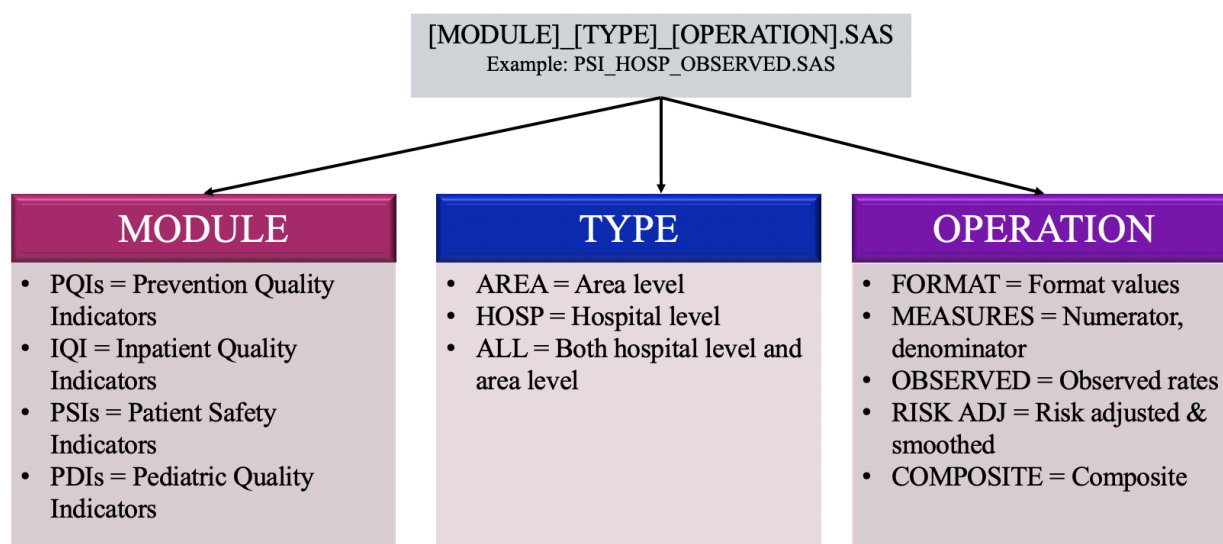 [MODULE]_[TYPE]_[OPERATION].SAS
Example: PSI_HOSP_OBSERVED.SAS
MODULE
• PQIs = Prevention Quality
Indicators
• IQI = Inpatient Quality
Indicators
• PSIs = Patient Safety
Indicators
• PDIs = Pediatric Quality
Indicators
TYPE
• AREA = Area level
• HOSP = Hospital level
• ALL = Both hospital level and
area level
OPERATION
• FORMAT = Format values
• MEASURES = Numerator,
denominator
• OBSERVED = Observed rates
• RISK ADJ = Risk adjusted &
smoothed
• COMPOSITE = Composite